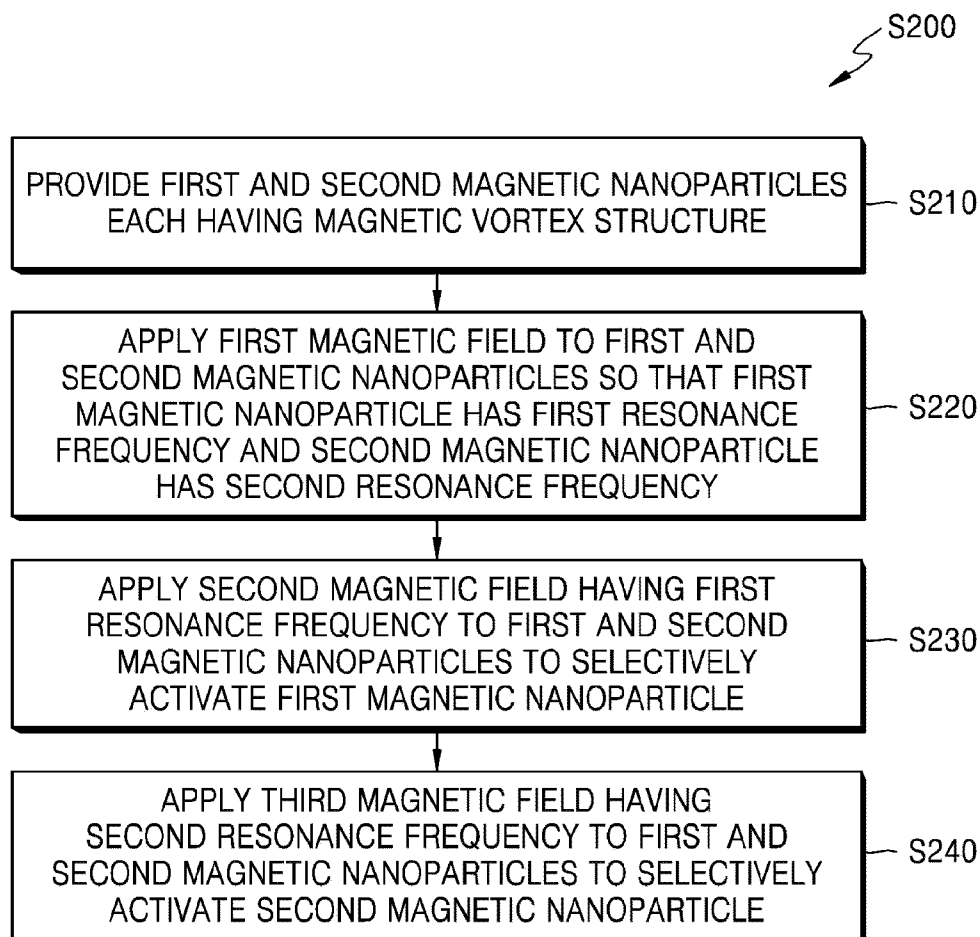 S200
PROVIDE FIRST AND SECOND MAGNETIC NANOPARTICLES
EACH HAVING MAGNETIC VORTEX STRUCTURE
S210
APPLY FIRST MAGNETIC FIELD TO FIRST AND
SECOND MAGNETIC NANOPARTICLES SO THAT FIRST
MAGNETIC NANOPARTICLE HAS FIRST RESONANCE
FREQUENCY AND SECOND MAGNETIC NANOPARTICLE
HAS SECOND RESONANCE FREQUENCY
S220
APPLY SECOND MAGNETIC FIELD HAVING FIRST
RESONANCE FREQUENCY TO FIRST AND SECOND
MAGNETIC NANOPARTICLES TO SELECTIVELY
ACTIVATE FIRST MAGNETIC NANOPARTICLE
S230
APPLY THIRD MAGNETIC FIELD HAVING
SECOND RESONANCE FREQUENCY TO FIRST AND
SECOND MAGNETIC NANOPARTICLES TO SELECTIVELY
ACTIVATE SECOND MAGNETIC NANOPARTICLE
S240